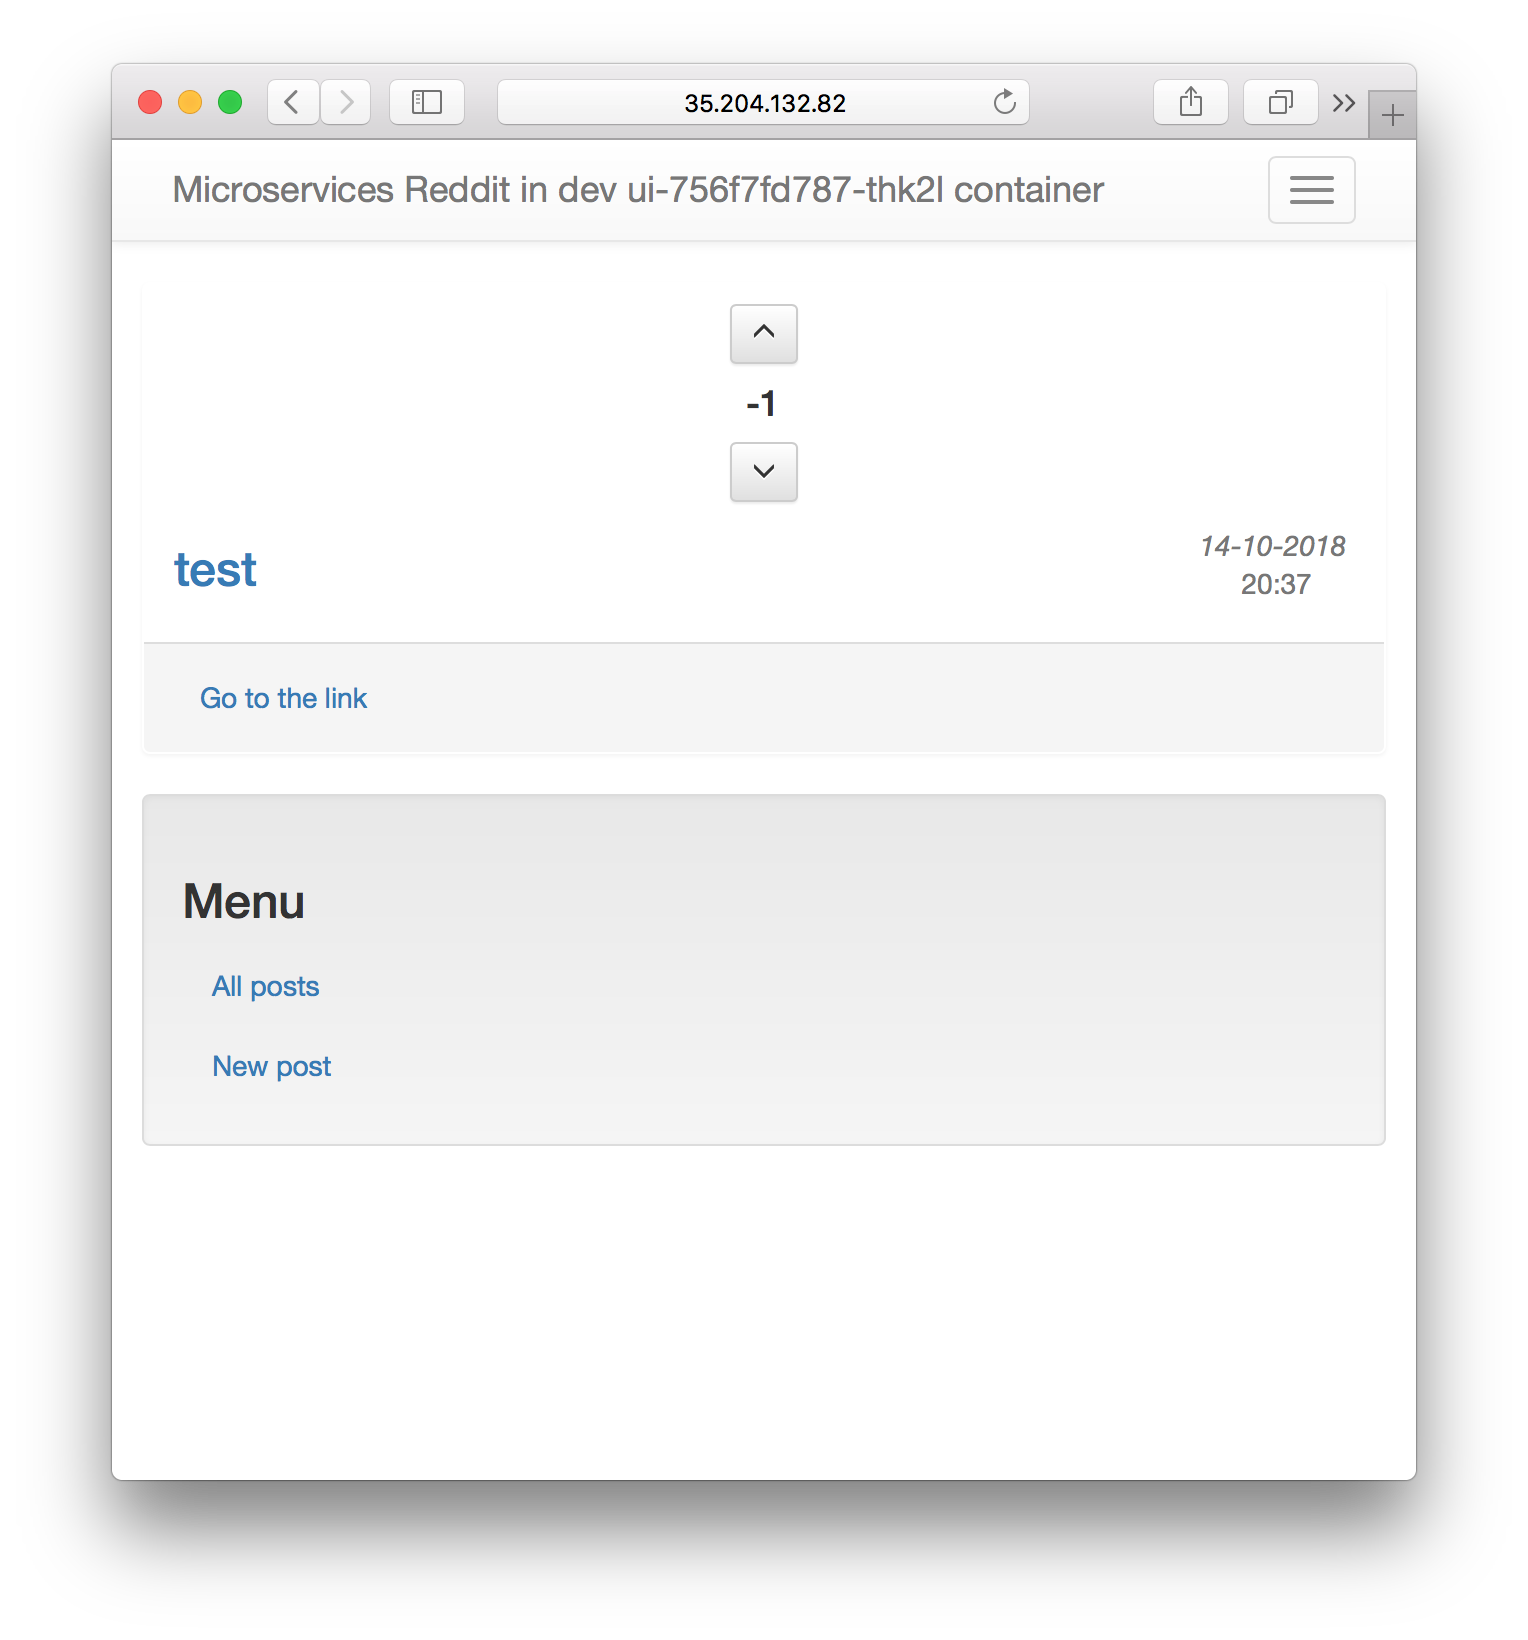 35.204.132.82
Microservices Reddit in dev ui-756f7fd787-thk2l container
-1
test
14-10-2018
20:37
Go to the link
Menu
All posts
New post